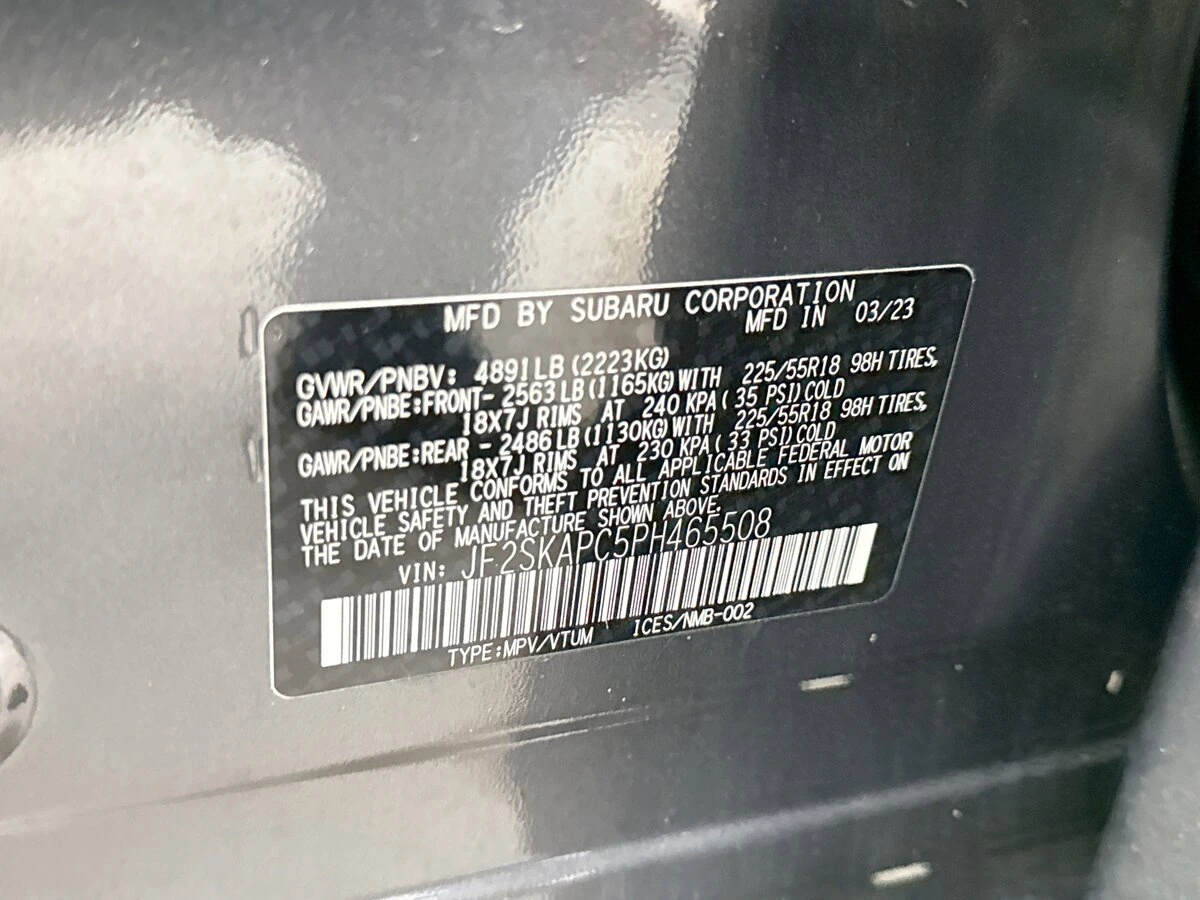 MFD BY SUBARU CORPORATION
MFD IN 03/23
GVWR/PNBV: 4891LB(2223KG)
GAWR/PNBE:FRONT- 2563LB(1165KG)WITH 225/55R18 98H TIRES,
18X7J RIMS AT 240 KPA( 35 PSI)COLD
GAWR/PNBE:REAR - 2486LB(1130KG)WITH 225/55R18 98H TIRES,
18X7J RIMS AT 230 KPA( 33 PSI)COLD
THIS VEHICLE CONFORMS TO ALL APPLICABLE FEDERAL MOTOR
VEHICLE SAFETY AND THEFT PREVENTION STANDARDS IN EFFECT ON
THE DATE OF MANUFACTURE SHOWN ABOVE.
VIN: JF2SKAPC5PH465508
TYPE:MPV/VTUM ICES/NMB-002